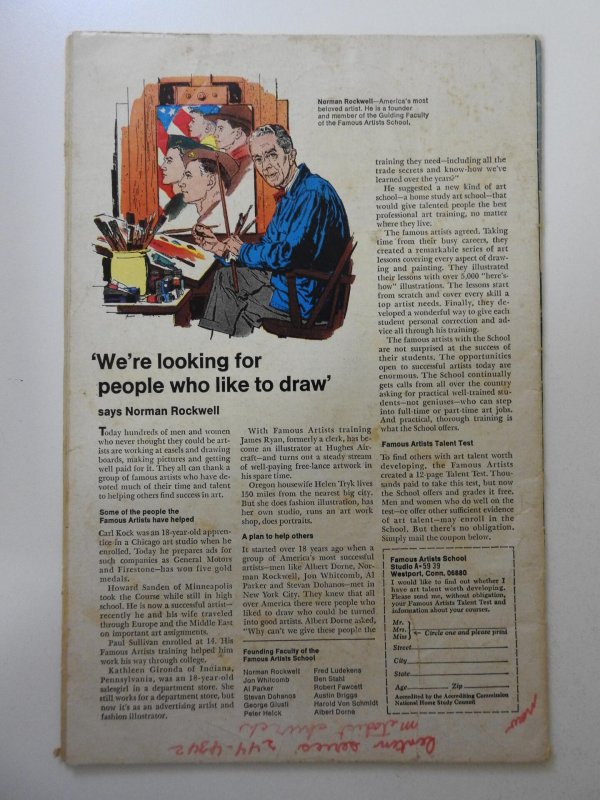 Norman Rockwell—America's most
beloved artist. He is a founder
and member of the Guiding Faculty
of the Famous Artists School.
'We're looking for
people who like to draw'
says Norman Rockwell
Today hundreds of men and women
who never thought they could be art-
ists are working at easels and drawing
boards, making pictures and getting
well paid for it. They all can thank a
group of famous artists who have de-
voted much of their time and talent
to helping others find success in art.
Some of the people the
Famous Artists have helped
Carl Kock was an 18-year-old appren-
tice in a Chicago art studio when he
enrolled. Today he prepares ads for
such companies as General Motors
and Firestone—has won five gold
medals.
Howard Sanden of Minneapolis
took the Course while still in high
school. He is now a successful artist—
recently he and his wife traveled
through Europe and the Middle East
on important art assignments.
Paul Sullivan enrolled at 14. His
Famous Artists training helped him
work his way through college.
Kathleen Gironda of Indiana,
Pennsylvania, was an 18-year-old
salesgirl in a department store. She
still works for a department store, but
now it's as an advertising artist and
fashion illustrator.
With Famous Artists training
James Ryan, formerly a clerk, has be-
come an illustrator at Hughes Air-
craft—and turns out a steady stream
of well-paying free-lance artwork in
his spare time.
Oregon housewife Helen Tryk lives
150 miles from the nearest big city.
But she does fashion illustration, has
her own studio, runs an art work
shop, does portraits.
A plan to help others
It started over 18 years ago when a
group of America's most successful
artists—men like Albert Dorne, Nor-
man Rockwell, Jon Whitcomb, Al
Parker and Stevan Dohanos—met in
New York City. They knew that all
over America there were people who
liked to draw who could be turned
into good artists. Albert Dorne asked,
"Why can't we give these people the
Founding Faculty of the
Famous Artists School
Norman Rockwell Fred Ludekens
Jon Whitcomb Ben Stahl
Al Parker Robert Fawcett
Stevan Dohanos Austin Briggs
George Giusti Harold Von Schmidt
Peter Helck Albert Dorne
training they need—including all the
trade secrets and know-how we've
learned over the years?"
He suggested a new kind of art
school—a home study art school—that
would give talented people the best
professional art training, no matter
where they live.
The famous artists agreed. Taking
time from their busy careers, they
created a remarkable series of art
lessons covering every aspect of draw-
ing and painting. They illustrated
their lessons with over 5,000 "here's-
how" illustrations. The lessons start
from scratch and cover every skill a
top artist needs. Finally, they de-
veloped a wonderful way to give each
student personal correction and ad-
vice all through his training.
The famous artists with the School
are not surprised at the success of
their students. The opportunities
open to successful artists today are
enormous. The School continually
gets calls from all over the country
asking for practical well-trained stu-
dents—not geniuses—who can step
into full-time or part-time art jobs.
And practical, thorough training is
what the School offers.
Famous Artists Talent Test
To find others with art talent worth
developing, the Famous Artists
created a 12-page Talent Test. Thou-
sands paid to take this test, but now
the School offers and grades it free.
Men and women who do well on the
test—or offer other sufficient evidence
of art talent—may enroll in the
School. But there's no obligation.
Simply mail the coupon below.
Famous Artists School
Studio A-5939
Westport, Conn. 06880
I would like to find out whether I
have art talent worth developing.
Please send me, without obligation,
your Famous Artists Talent Test and
information about your courses.
Mr.
Mrs. Circle one and please print
Miss
Street
City
State
Age Zip
Accredited by the Accrediting Commission
National Home Study Council
methodist church
Lenten series 244-4842